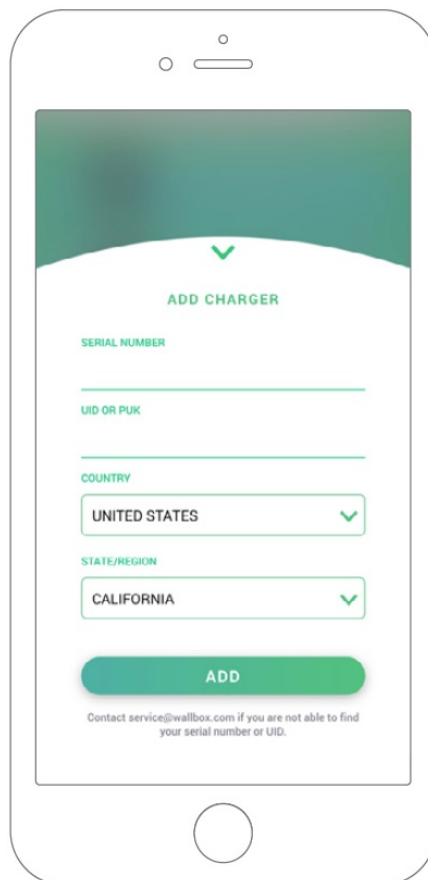 ADD CHARGER
SERIAL NUMBER
UID OR PUK
COUNTRY
UNITED STATES
STATE/REGION
CALIFORNIA
ADD
Contact service@wallbox.com if you are not able to find
your serial number or UID.